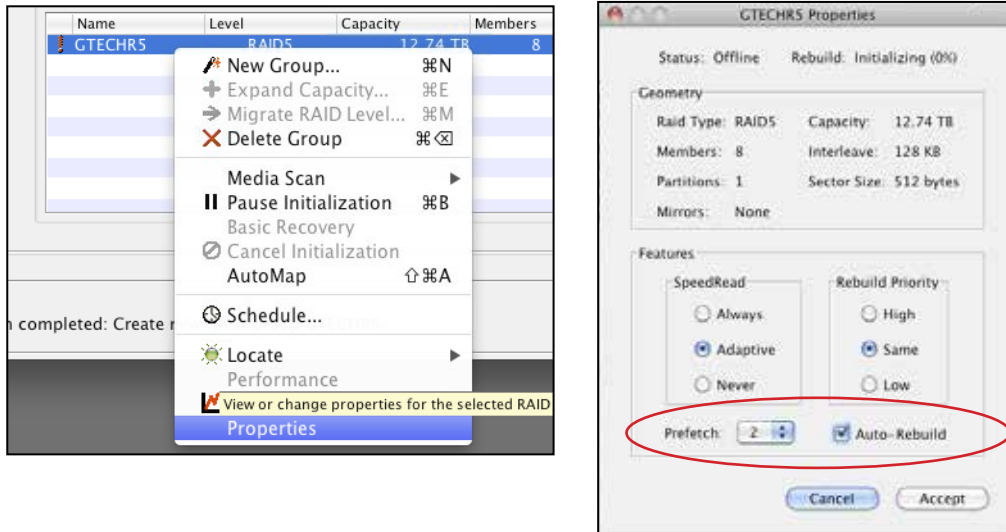 Name Level Capacity Members
GTECHR5 RAID5 12.74 TB 8
New Group... ⌘N
Expand Capacity... ⌘E
Migrate RAID Level... ⌘M
Delete Group ⌘⌫
Media Scan ▶
Pause Initialization ⌘B
Basic Recovery
Cancel Initialization
AutoMap ⇧⌘A
n completed: Create
Schedule...
Locate ▶
Performance
View or change properties for the selected RAID
Properties
GTECHR5 Properties
Status: Offline Rebuild: Initializing (0%)
Geometry
Raid Type: RAID5 Capacity: 12.74 TB
Members: 8 Interleave: 128 KB
Partitions: 1 Sector Size: 512 bytes
Mirrors: None
Features
SpeedRead Rebuild Priority
Always High
Adaptive Same
Never Low
Prefetch: 2 Auto-Rebuild
Cancel Accept